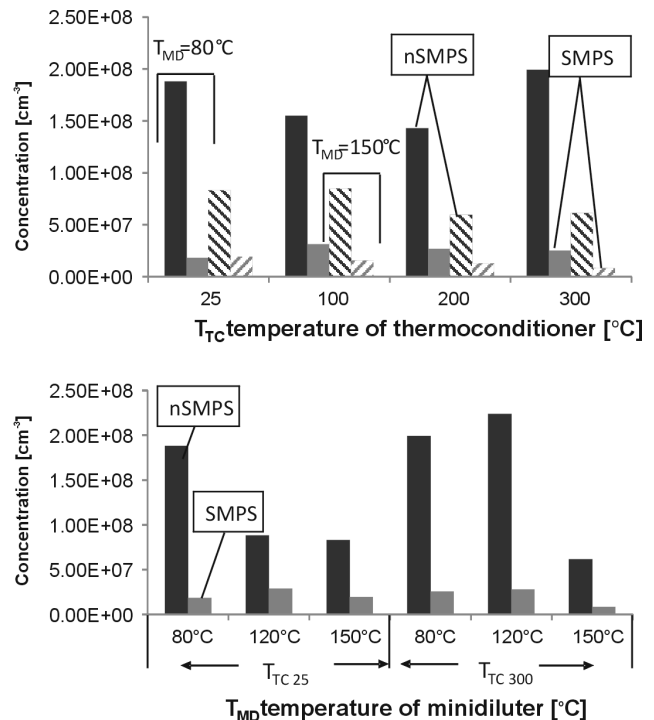 2.50E+08
2.00E+08
1.50E+08
1.00E+08
5.00E+07
0.00E+00
Concentration [cm⁻³]
T_MD=80°C
nSMPS
SMPS
T_MD=150°C
25 100 200 300
T_TC temperature of thermoconditioner [°C]
2.50E+08
2.00E+08
1.50E+08
1.00E+08
5.00E+07
0.00E+00
Concentration [cm⁻³]
nSMPS
SMPS
80°C 120°C 150°C 80°C 120°C 150°C
T_TC 25 T_TC 300
T_MD temperature of minidiluter [°C]